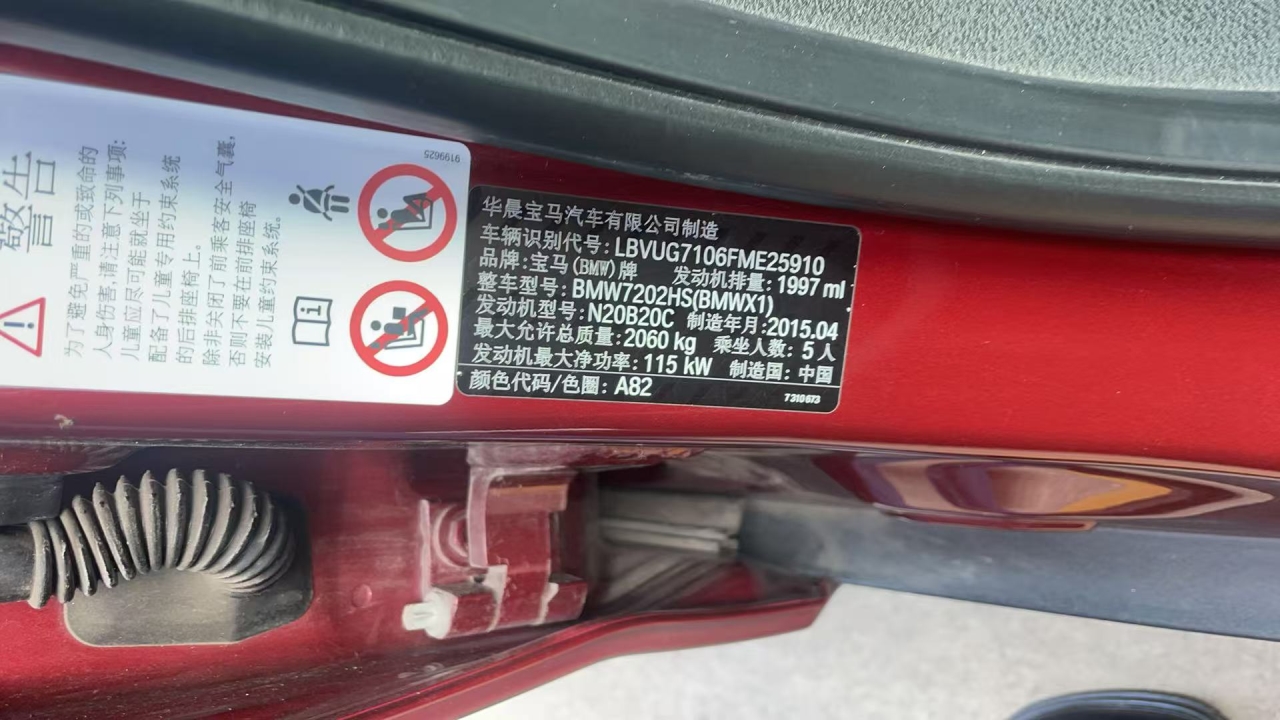 警告
为了避免严重的或致命的
人身伤害,请注意下列事项:
儿童应尽可能就坐于
配备了儿童专用约束系统
的后排座椅上。
除非关闭了前乘客安全气囊,
否则不要在前排座椅
安装儿童约束系统。
9199625
华晨宝马汽车有限公司制造
车辆识别代号: LBVUG7106FME25910
品牌:宝马(BMW)牌 发动机排量: 1997 ml
整车型号: BMW7202HS(BMWX1)
发动机型号: N20B20C 制造年月:2015.04
最大允许总质量: 2060 kg 乘坐人数: 5 人
发动机最大净功率: 115 kW 制造国: 中国
颜色代码/色圈: A82
7310673